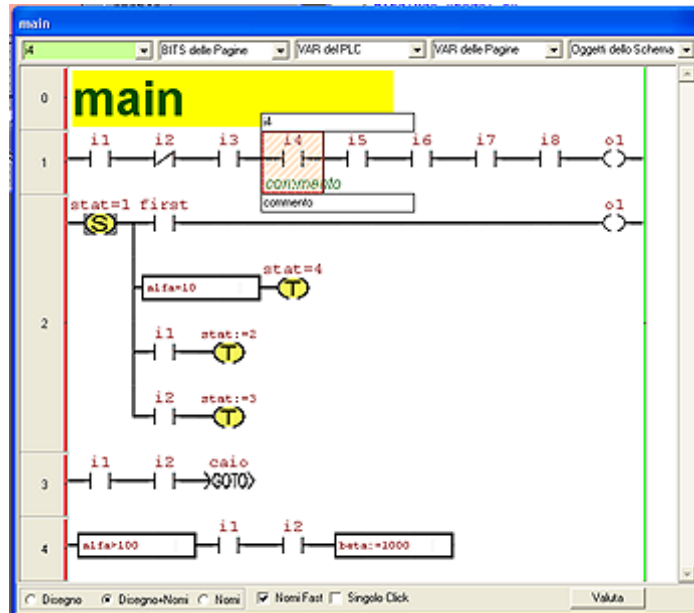 main
i4 BITS delle Pagine VAR del PLC VAR delle Pagine Oggetti dello Schema
0 main
i4
i1 i2 i3 i4 i5 i6 i7 i8 o1
1
commento
commento
stat=1 first o1
S
stat=4
alfa=10 T
2
i1 stat:=2
T
i2 stat:=3
T
i1 i2 caio
3 GOTO
i1 i2
4 alfa>100 beta:=1000
Disegno Disegno+Nomi Nomi Nomi Fast Singolo Click Valuta